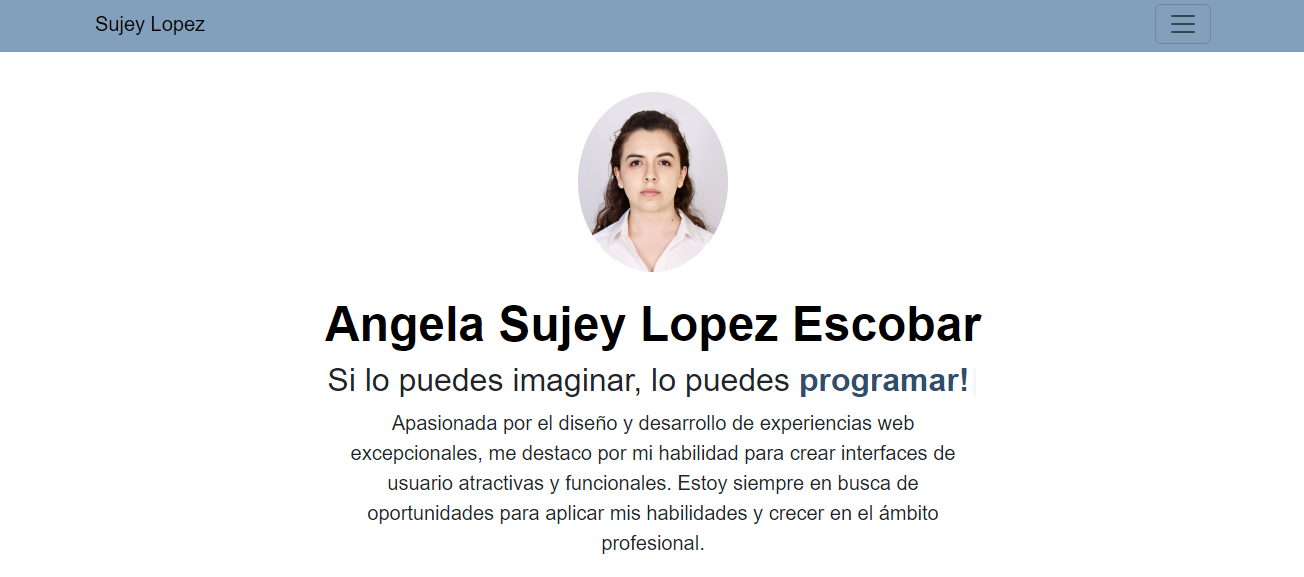 Sujey Lopez
Angela Sujey Lopez Escobar
Si lo puedes imaginar, lo puedes programar!
Apasionada por el diseño y desarrollo de experiencias web
excepcionales, me destaco por mi habilidad para crear interfaces de
usuario atractivas y funcionales. Estoy siempre en busca de
oportunidades para aplicar mis habilidades y crecer en el ámbito
profesional.